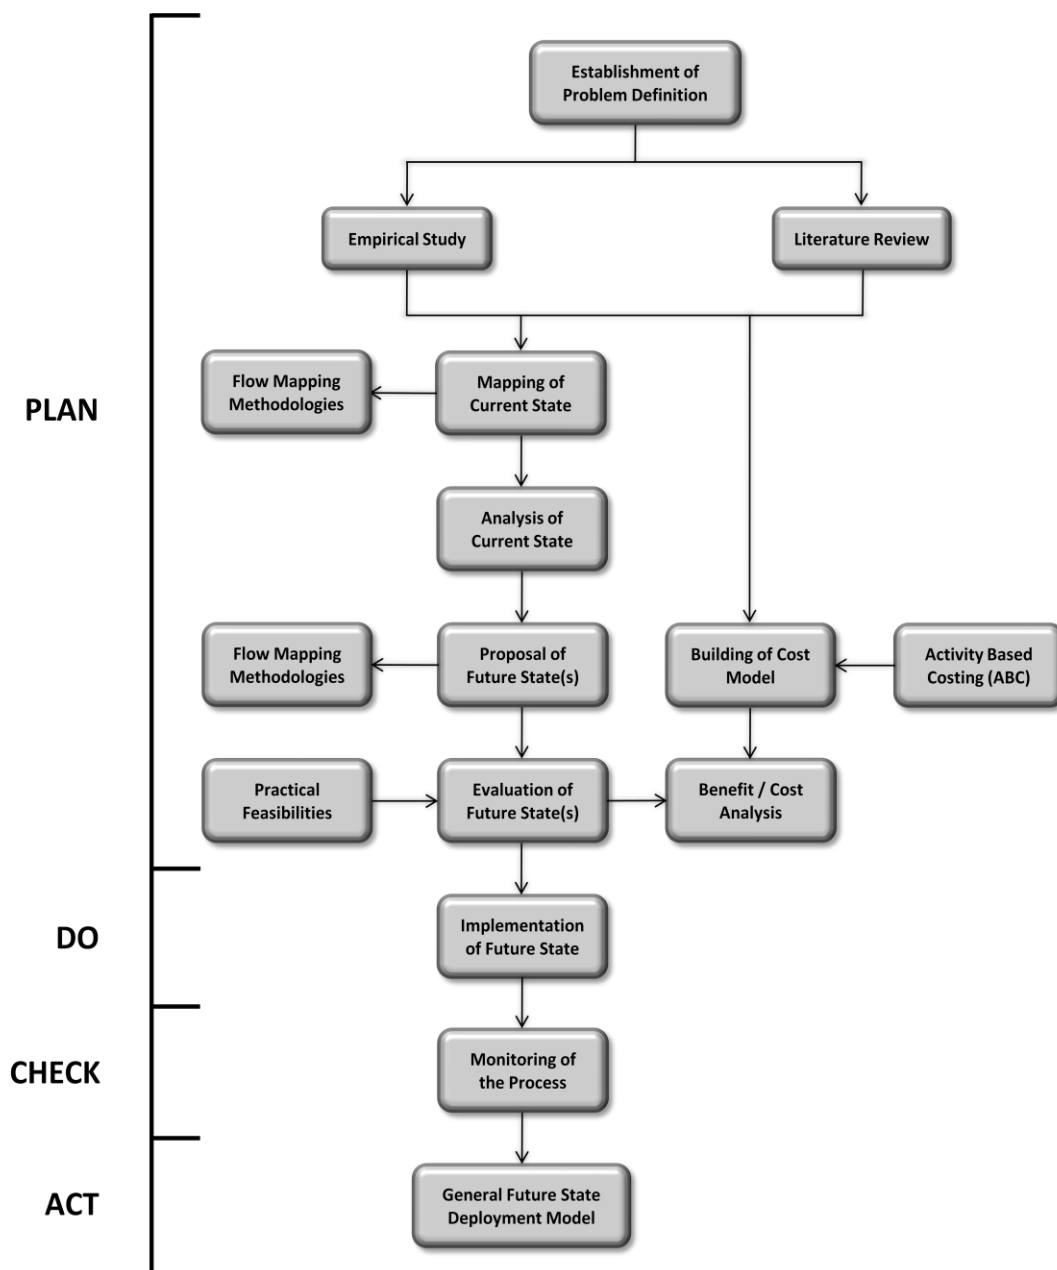 Establishment of
Problem Definition
Empirical Study
Literature Review
Flow Mapping
Methodologies
Mapping of
Current State
PLAN
Analysis of
Current State
Flow Mapping
Methodologies
Proposal of
Future State(s)
Building of Cost
Model
Activity Based
Costing (ABC)
Practical
Feasibilities
Evaluation of
Future State(s)
Benefit / Cost
Analysis
DO
Implementation
of Future State
CHECK
Monitoring of
the Process
ACT
General Future State
Deployment Model